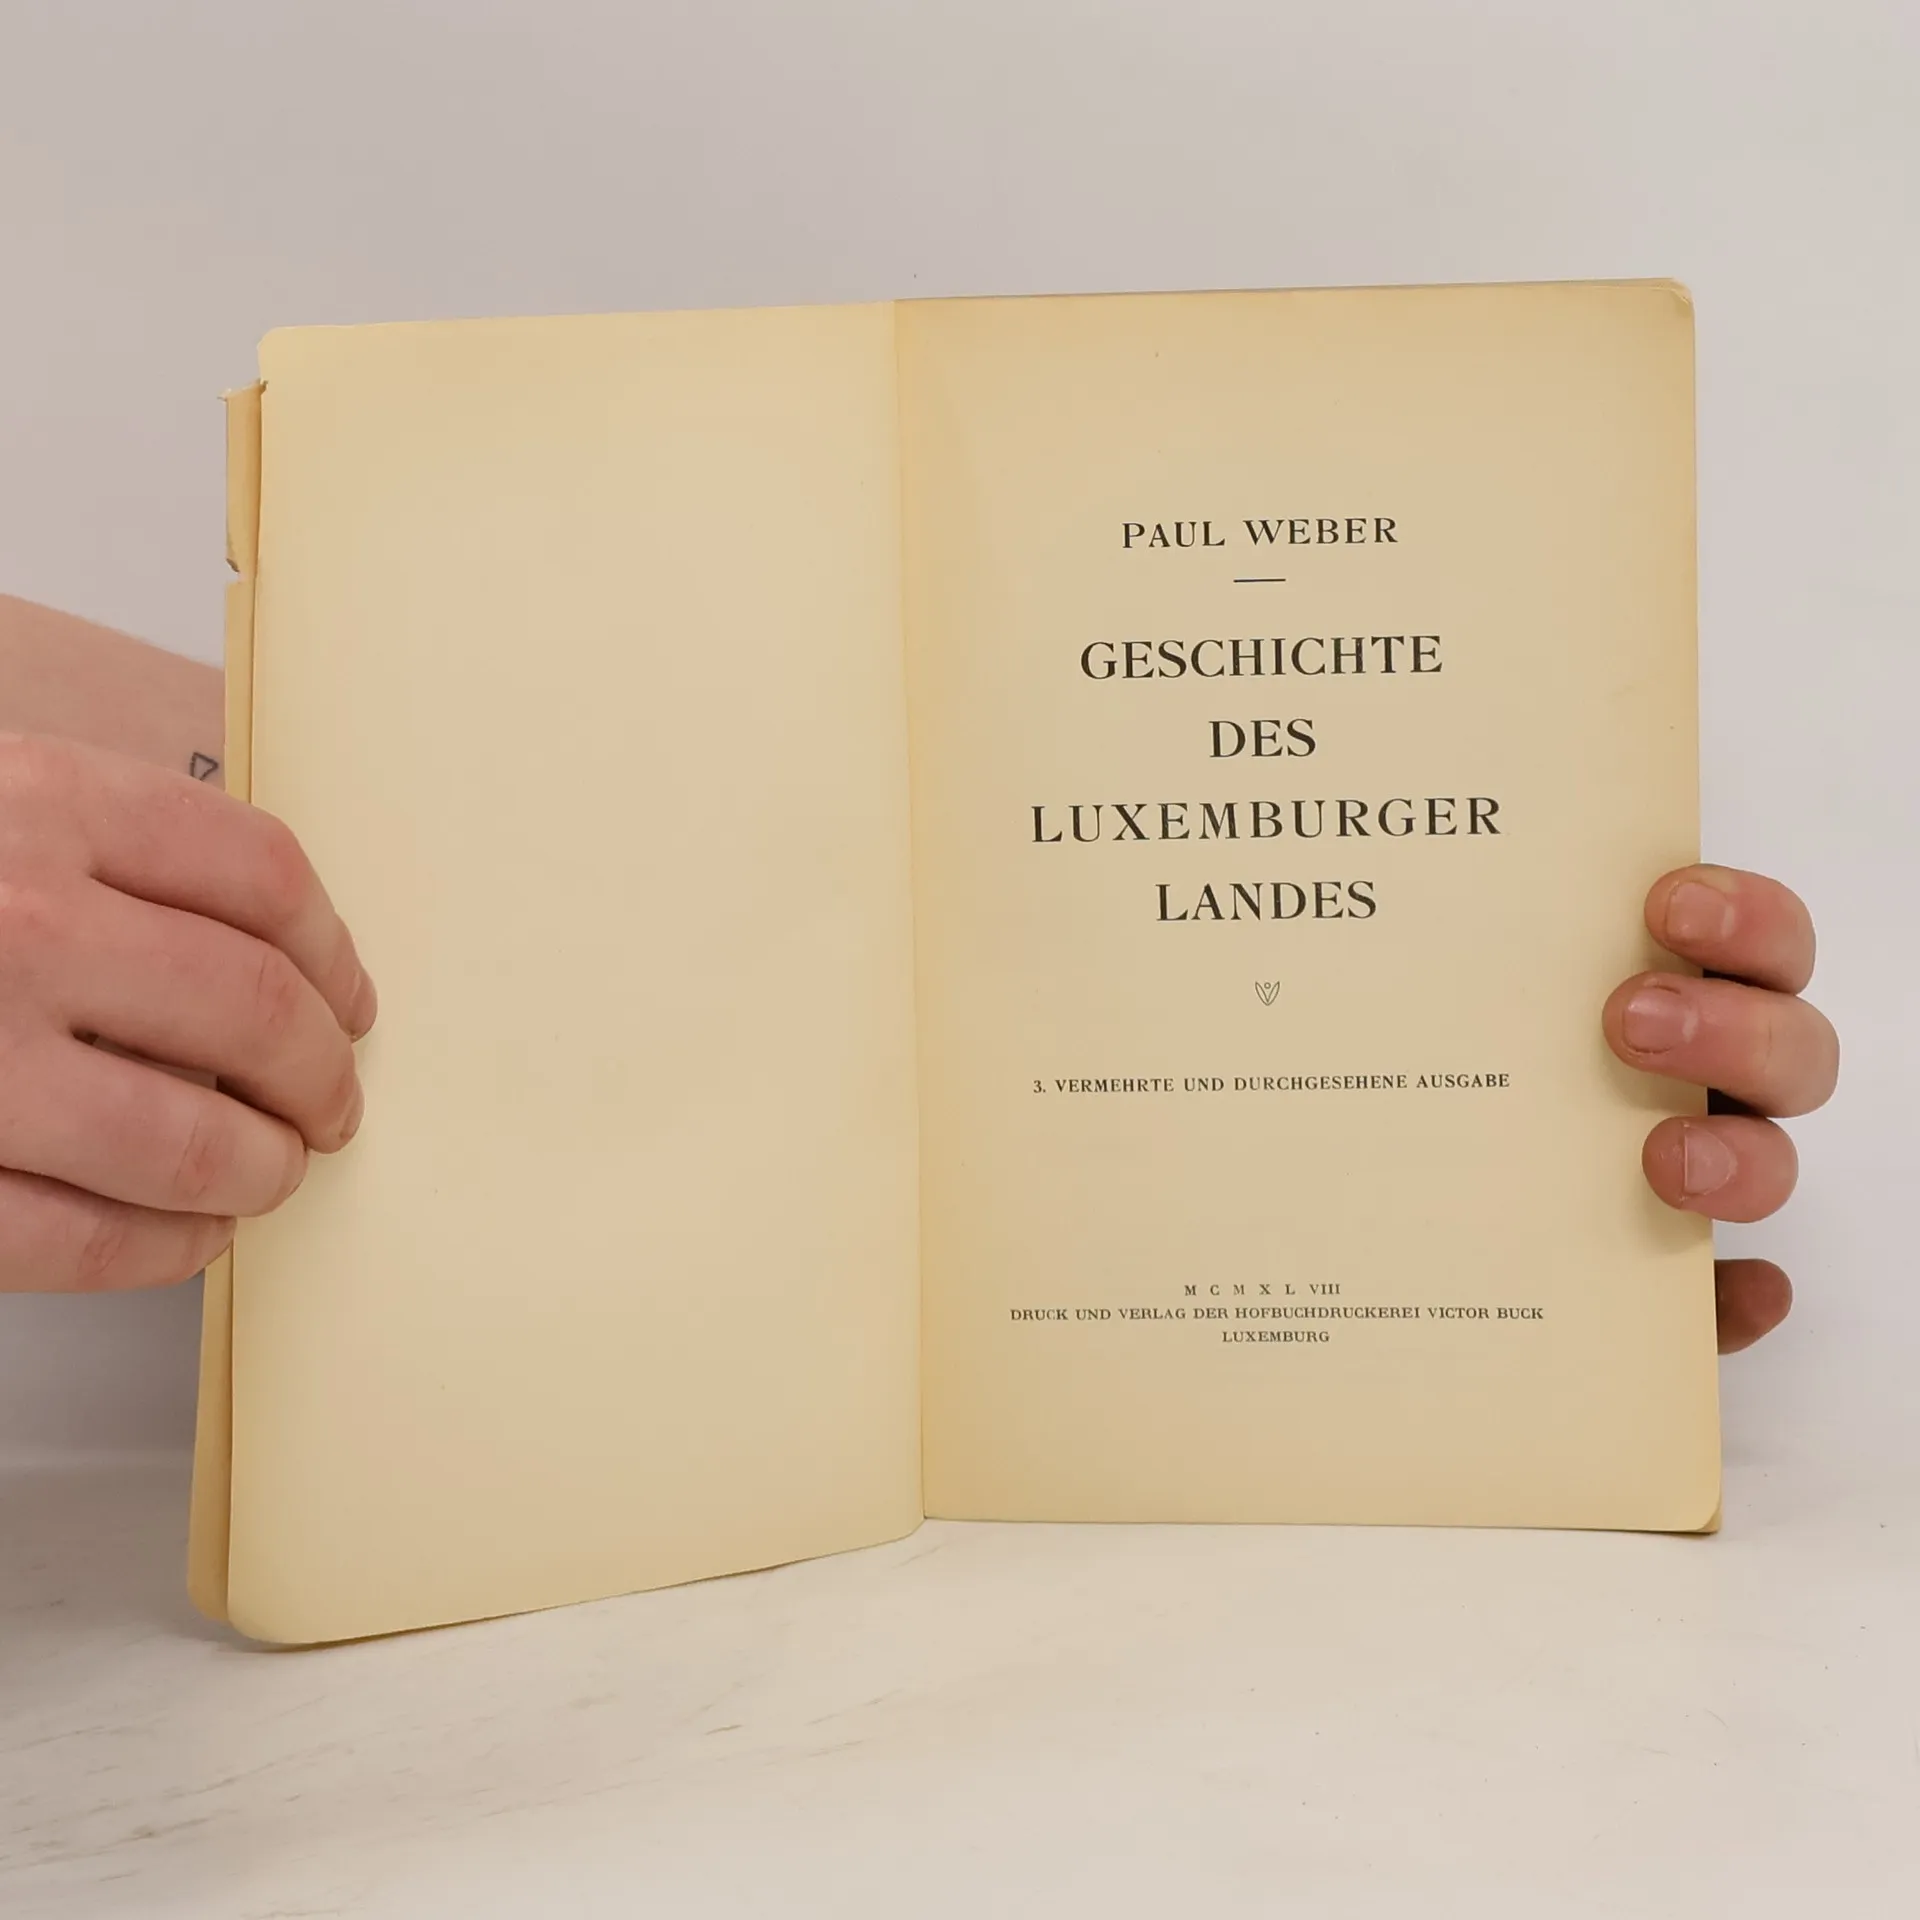 PAUL WEBER
GESCHICHTE
DES
LUXEMBURGER
LANDES
3. VERMEHRTE UND DURCHGESEHENE AUSGABE
M C M X L VIII
DRUCK UND VERLAG DER HOFBUCHDRUCKEREI VICTOR BUCK
LUXEMBURG